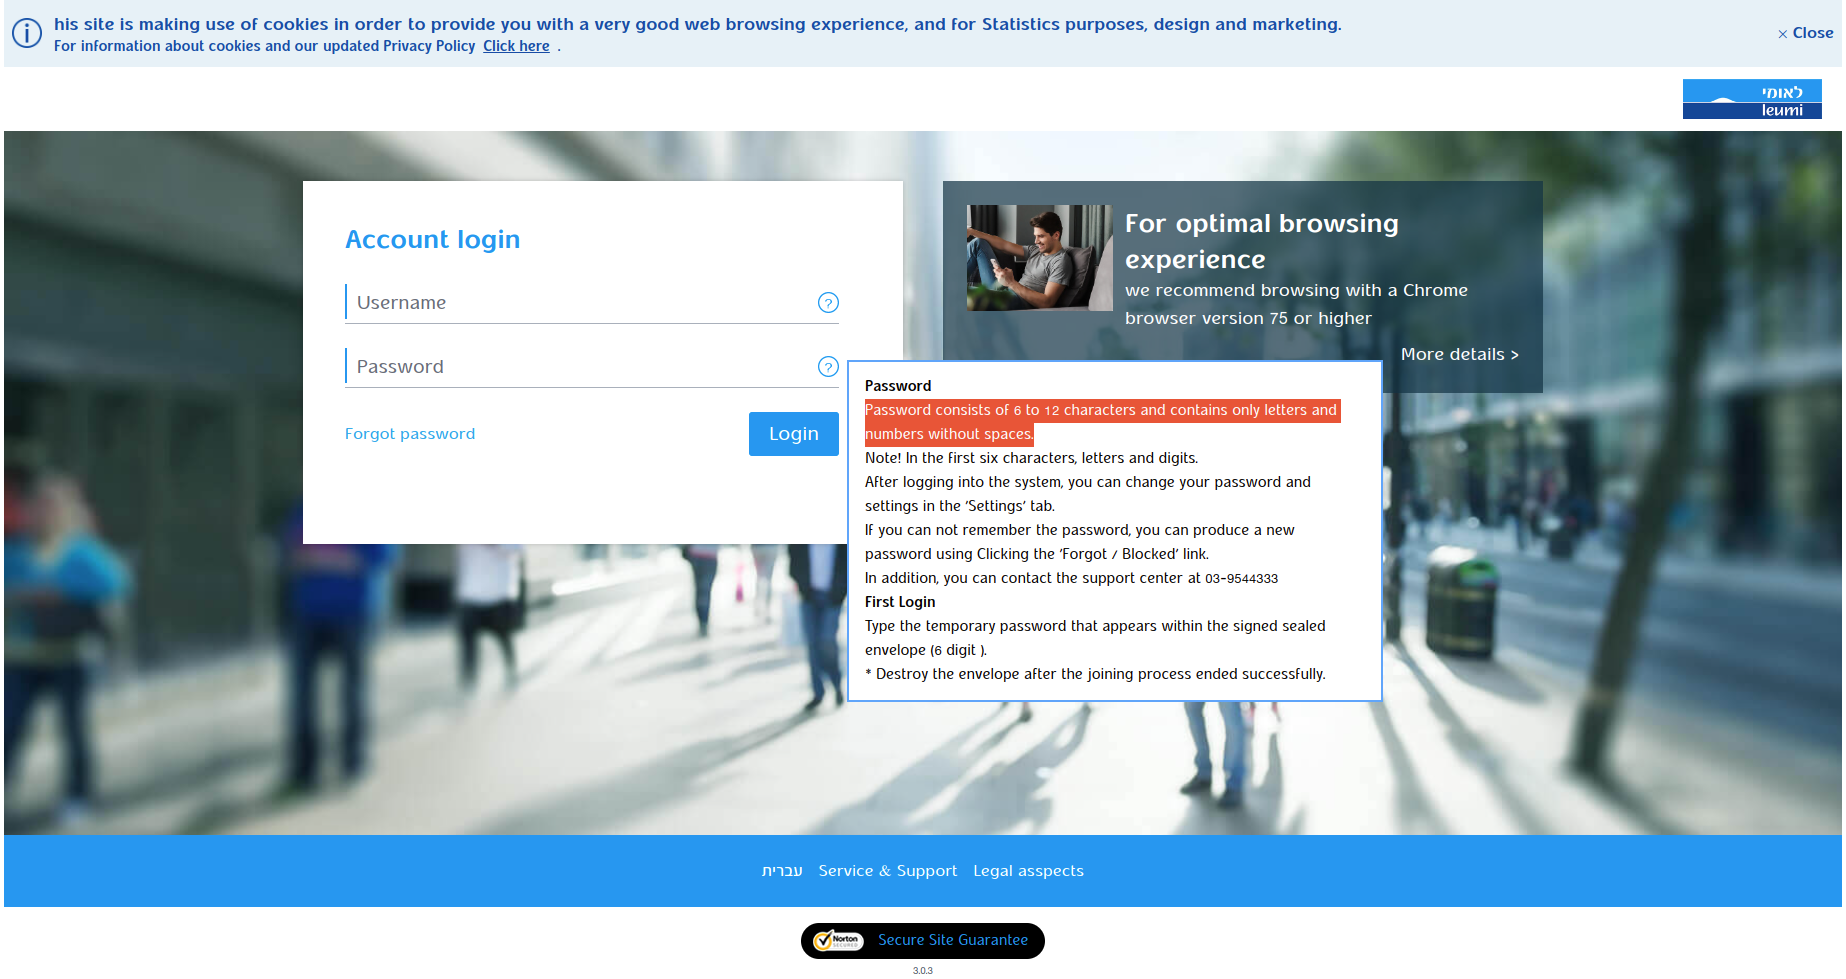 his site is making use of cookies in order to provide you with a very good web browsing experience, and for Statistics purposes, design and marketing.
For information about cookies and our updated Privacy Policy Click here .
× Close
לאומי
leumi
Account login
Username
?
Password
?
Forgot password
Login
For optimal browsing
experience
we recommend browsing with a Chrome
browser version 75 or higher
More details >
Password
Password consists of 6 to 12 characters and contains only letters and
numbers without spaces.
Note! In the first six characters, letters and digits.
After logging into the system, you can change your password and
settings in the ‘Settings’ tab.
If you can not remember the password, you can produce a new
password using Clicking the ‘Forgot / Blocked’ link.
In addition, you can contact the support center at 03-9544333
First Login
Type the temporary password that appears within the signed sealed
envelope (6 digit ).
* Destroy the envelope after the joining process ended successfully.
עברית Service & Support Legal asspects
Norton
SECURED
Secure Site Guarantee
3.0.3